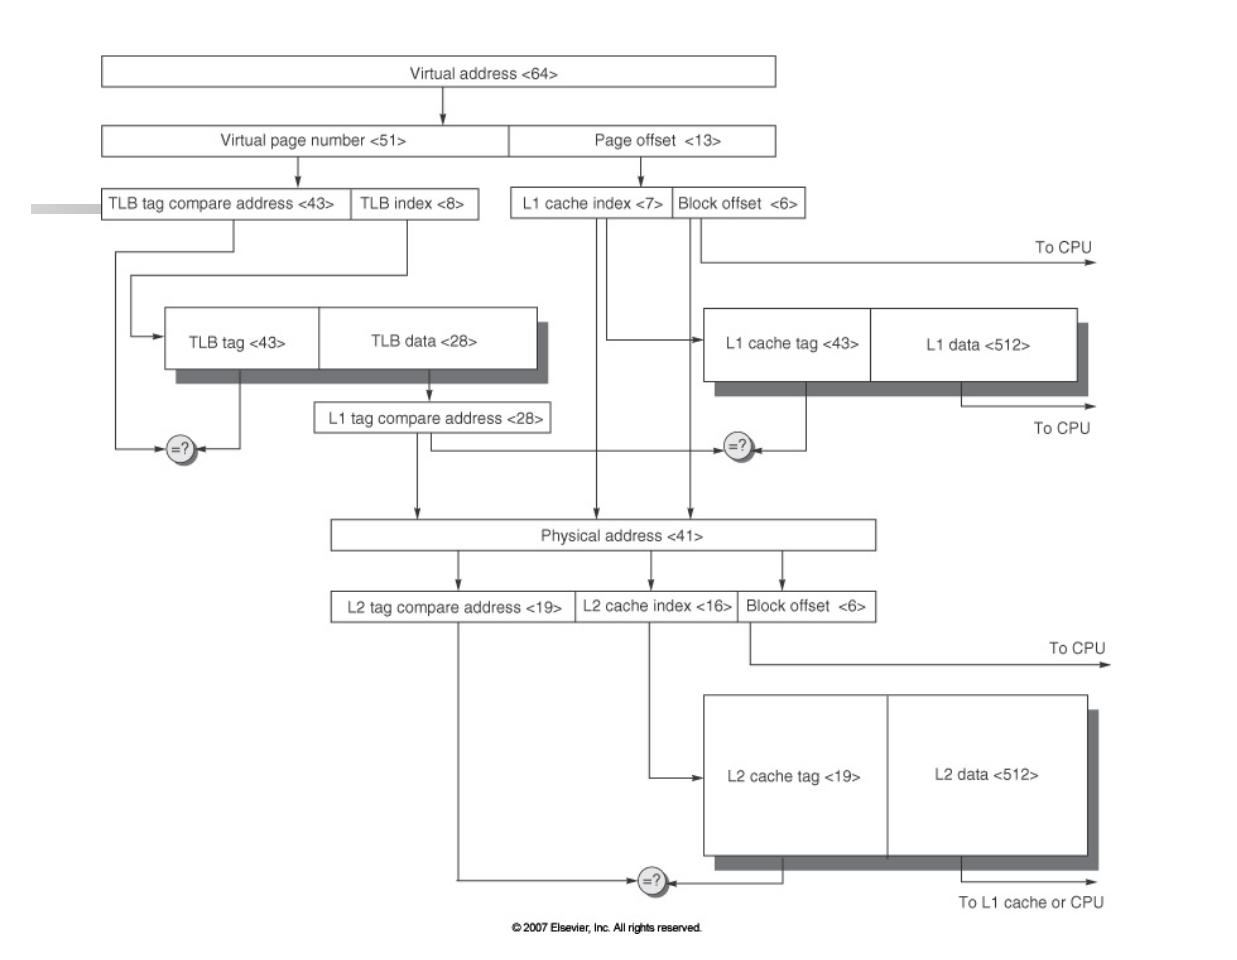 Virtual address <64>
Virtual page number <51>
Page offset <13>
TLB tag compare address <43>
TLB index <8>
L1 cache index <7>
Block offset <6>
To CPU
TLB tag <43>
TLB data <28>
L1 cache tag <43>
L1 data <512>
L1 tag compare address <28>
To CPU
=?
=?
Physical address <41>
L2 tag compare address <19>
L2 cache index <16>
Block offset <6>
To CPU
L2 cache tag <19>
L2 data <512>
=?
To L1 cache or CPU
© 2007 Elsevier, Inc. All rights reserved.